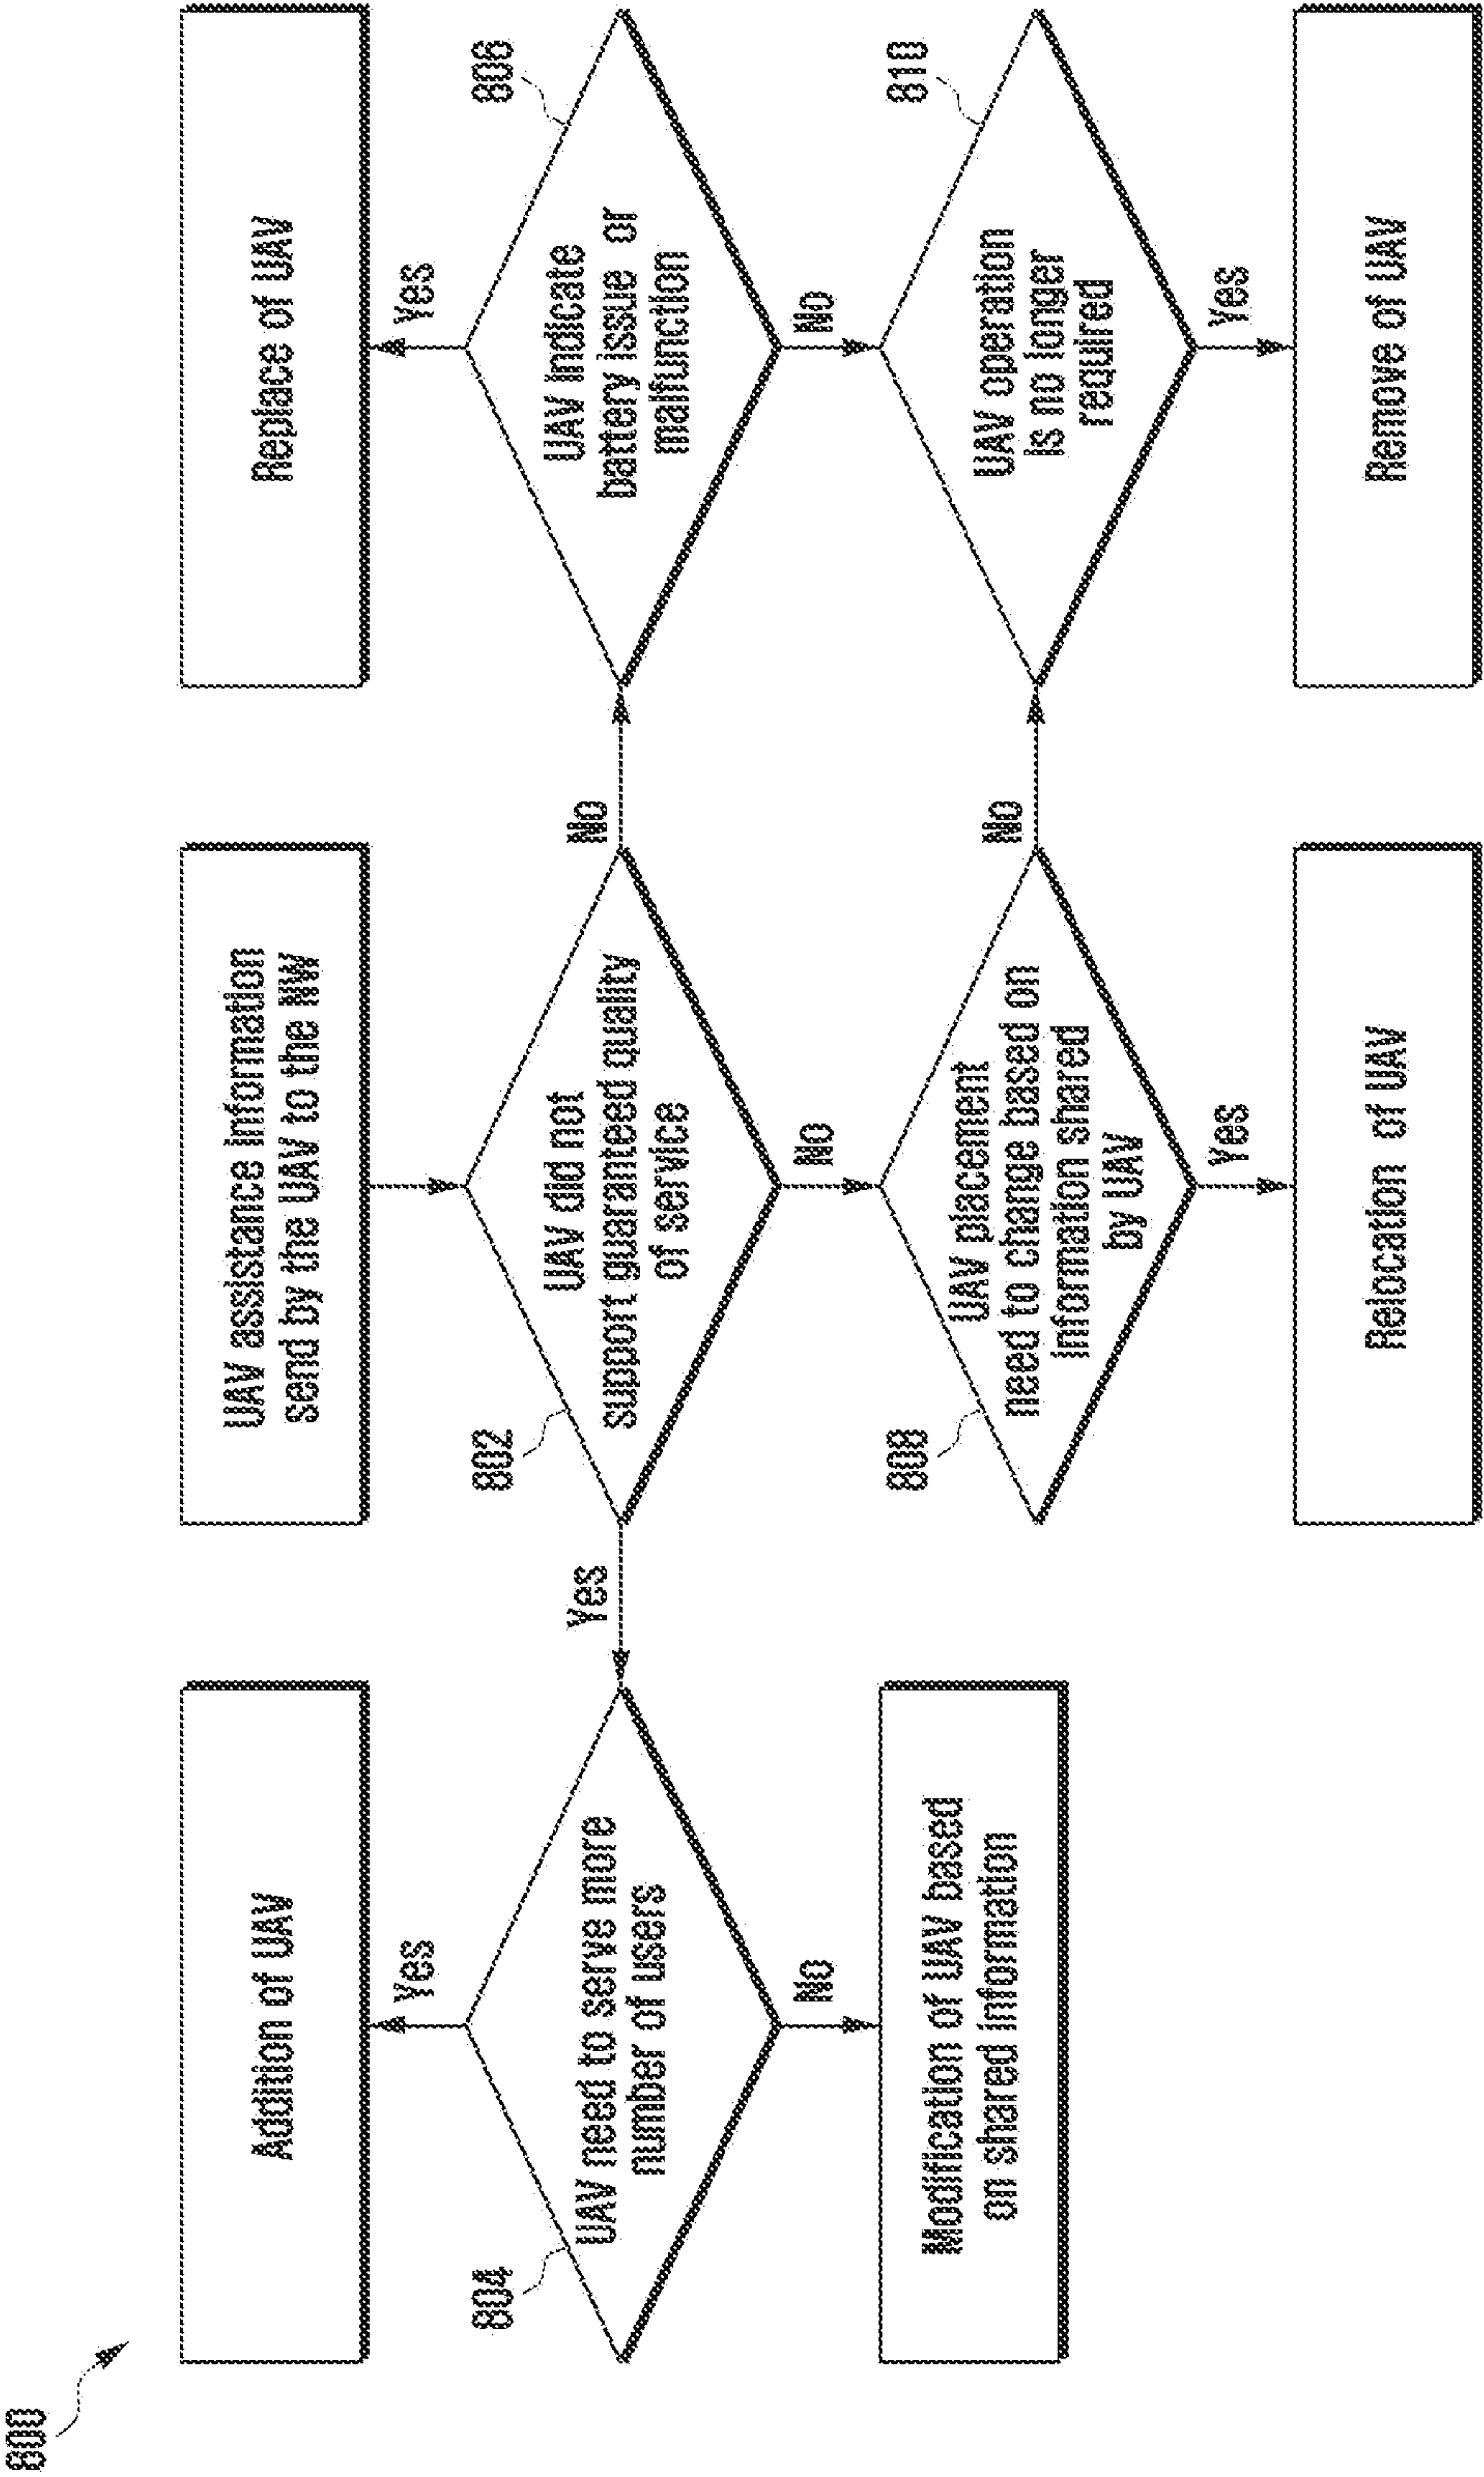 800
Addition of UAV
UAV assistance information
send by the UAV to the NW
Replace of UAV
Yes
Yes
804
UAV need to serve more
number of users
Yes
802
UAV did not
support guaranteed quality
of service
No
806
UAV indicate
battery issue or
malfunction
No
No
No
Modification of UAV based
on shared information
808
UAV placement
need to change based on
information shared
by UAV
No
810
UAV operation
is no longer
required
Yes
Yes
Relocation of UAV
Remove of UAV